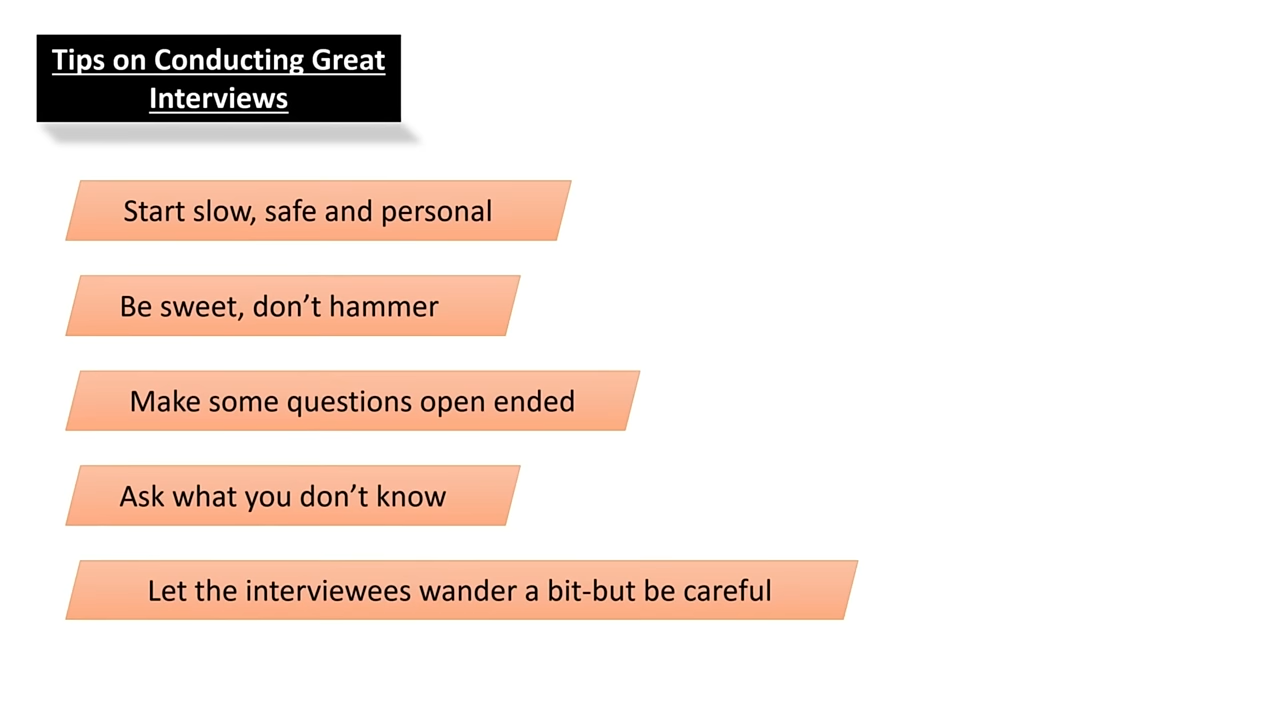 Tips on Conducting Great
Interviews
Start slow, safe and personal
Be sweet, don’t hammer
Make some questions open ended
Ask what you don’t know
Let the interviewees wander a bit-but be careful